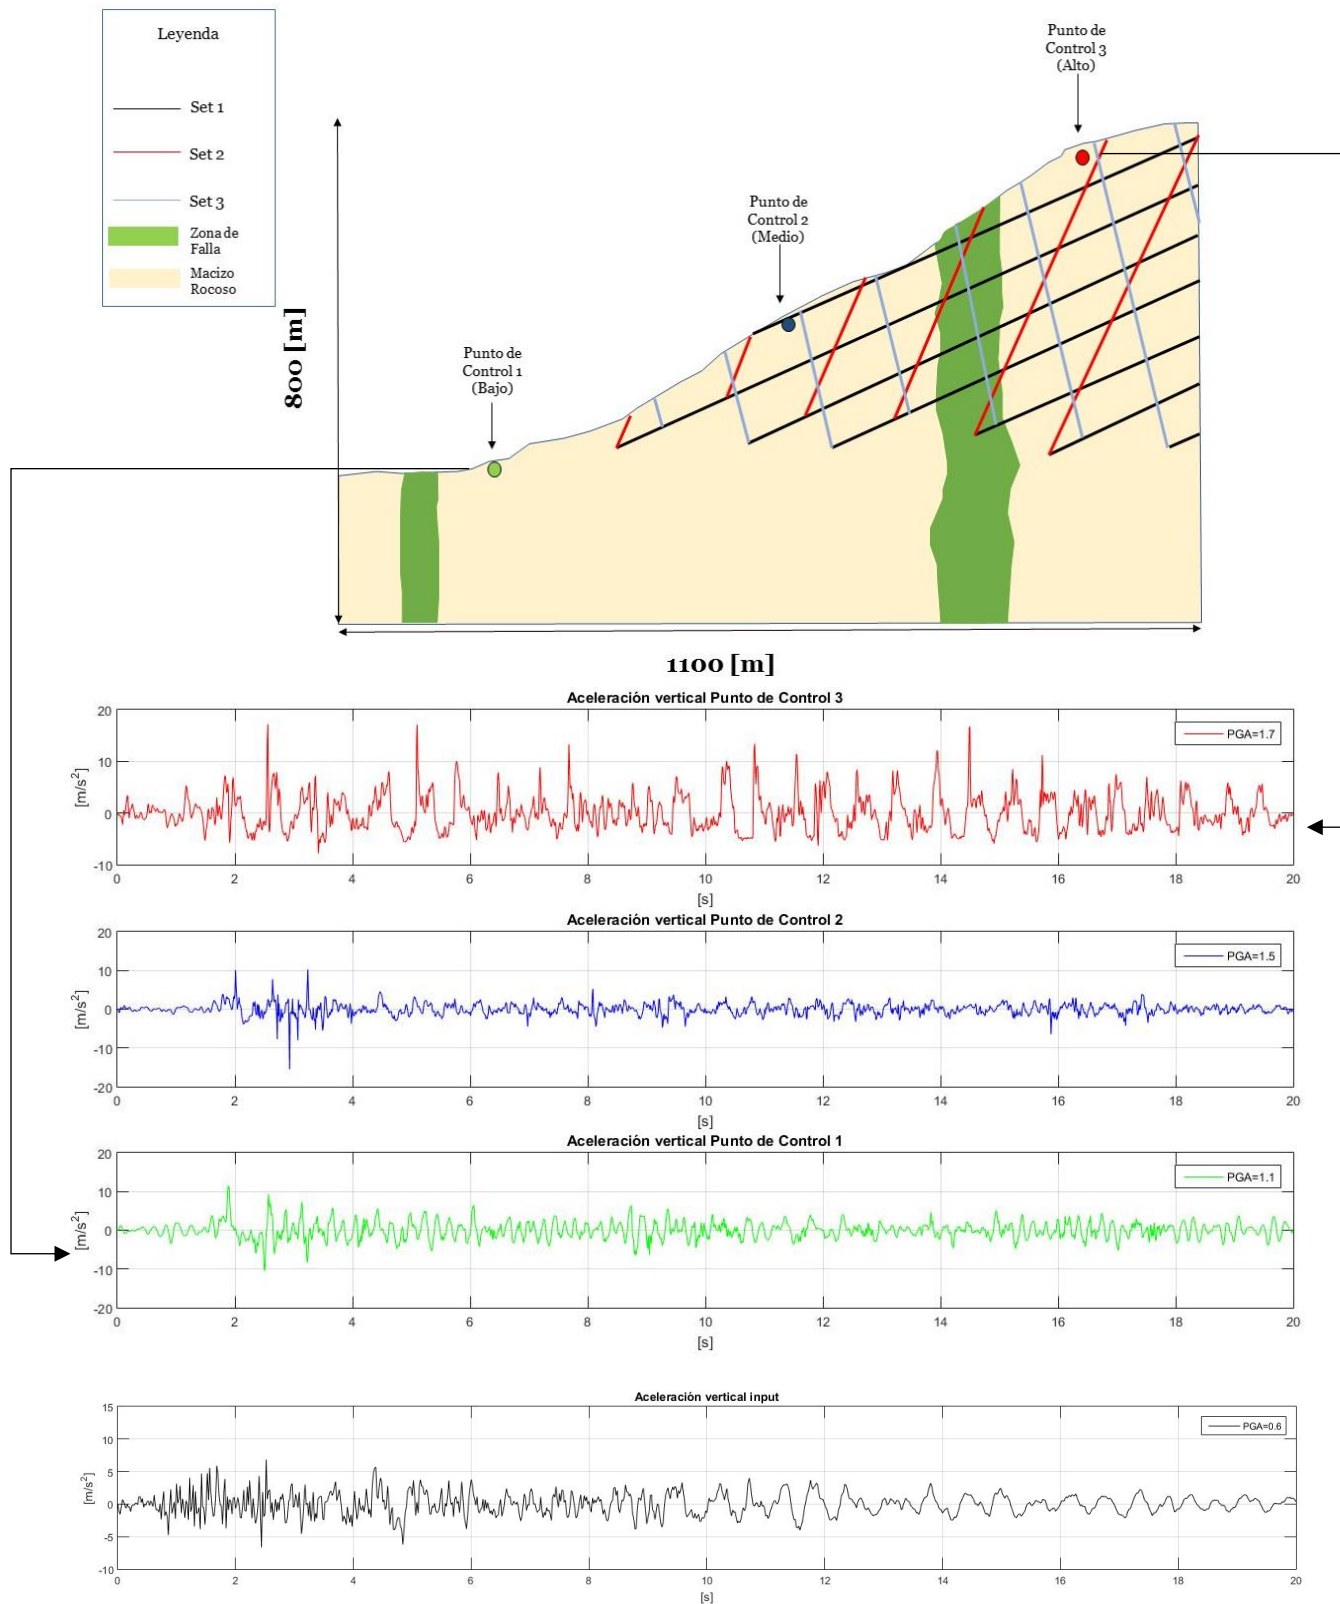 Leyenda
Set 1
Set 2
Set 3
Zona de
Falla
Macizo
Rocoso
Punto de
Control 3
(Alto)
Punto de
Control 2
(Medio)
Punto de
Control 1
(Bajo)
800 [m]
1100 [m]
Aceleración vertical Punto de Control 3
PGA=1.7
20
10
0
-10
[m/s²]
0 2 4 6 8 10 12 14 16 18 20
[s]
Aceleración vertical Punto de Control 2
PGA=1.5
20
10
0
-10
-20
[m/s²]
0 2 4 6 8 10 12 14 16 18 20
[s]
Aceleración vertical Punto de Control 1
PGA=1.1
20
10
0
-10
-20
[m/s²]
0 2 4 6 8 10 12 14 16 18 20
[s]
Aceleración vertical input
PGA=0.6
15
10
5
0
-5
-10
[m/s²]
0 2 4 6 8 10 12 14 16 18 20
[s]